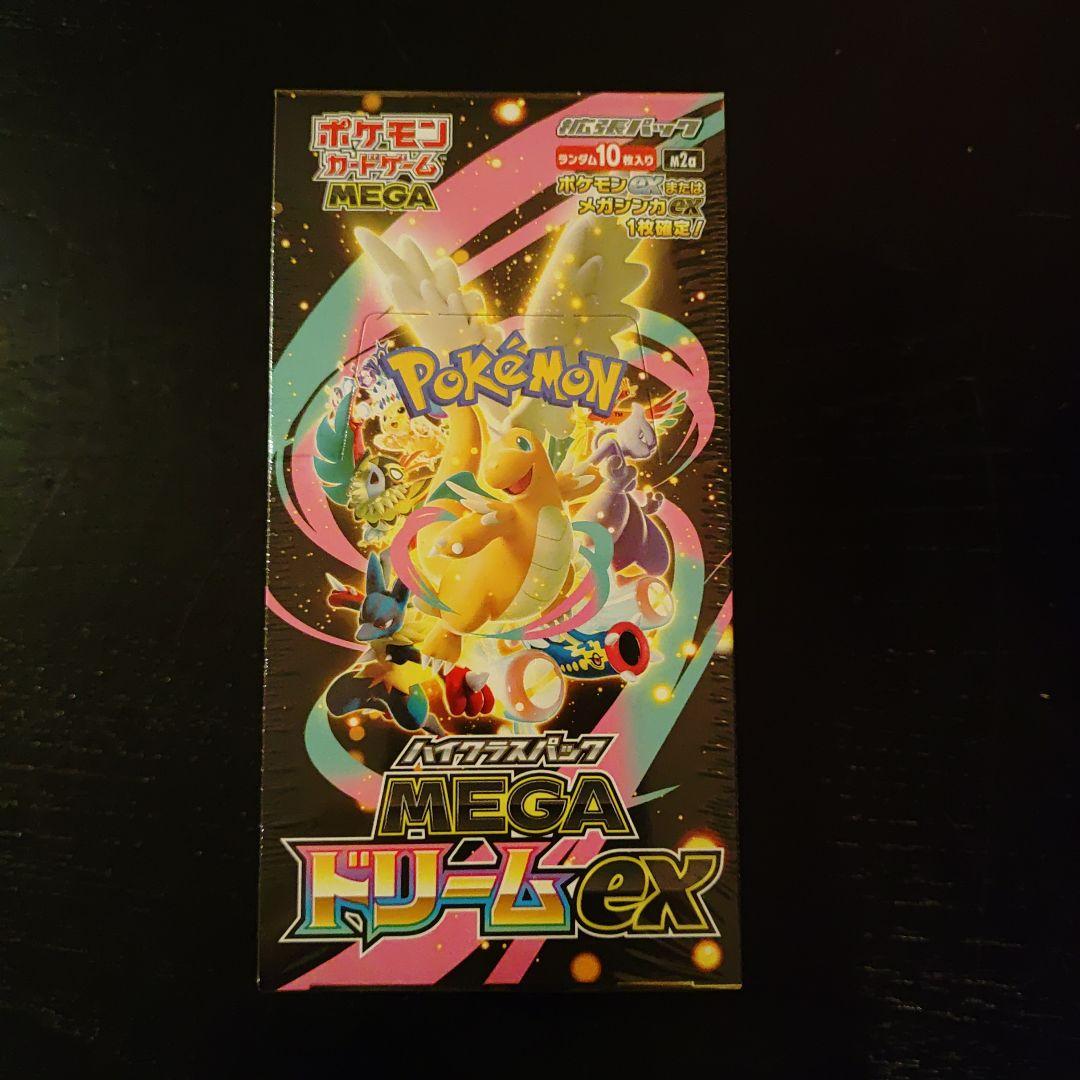 ポケモン
カードゲーム
MEGA
拡張パック
ランダム10枚入り M2a
ポケモンexまたは
メガシンカex
1枚確定!
POKÉMON
TM
ハイクラスパック
MEGA
ドリームex